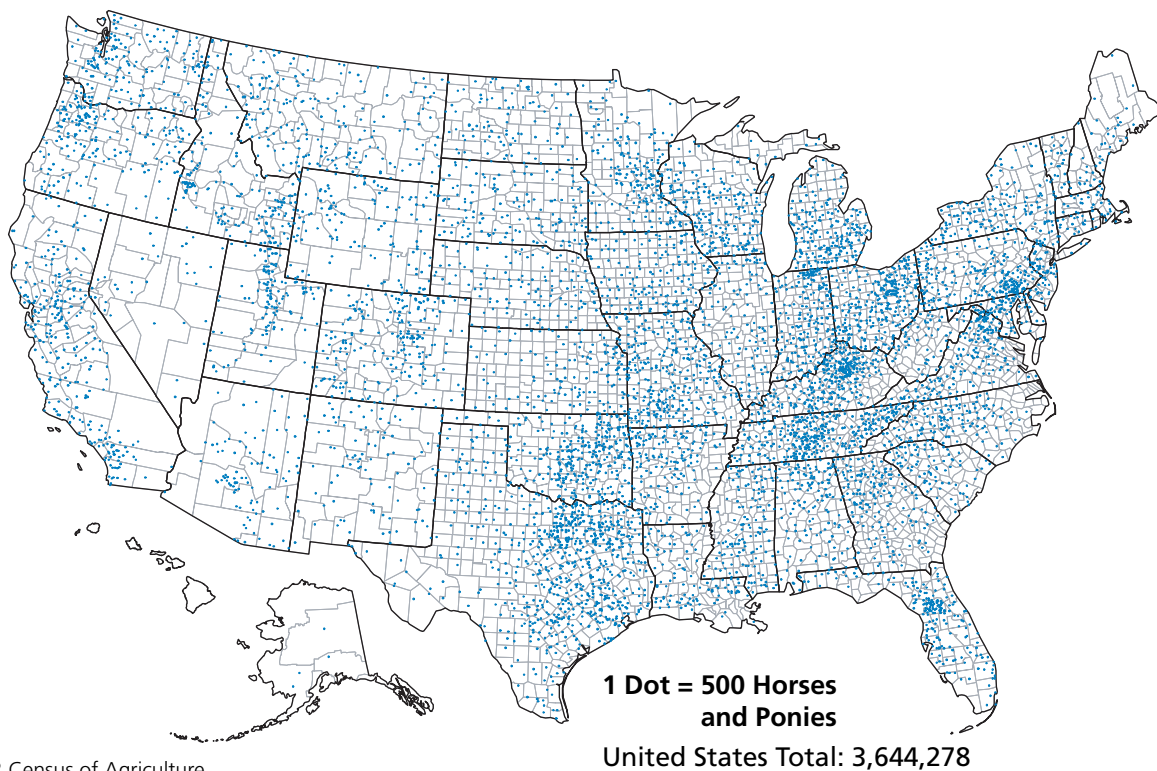 1 Dot = 500 Horses
and Ponies
United States Total: 3,644,278
Census of Agriculture